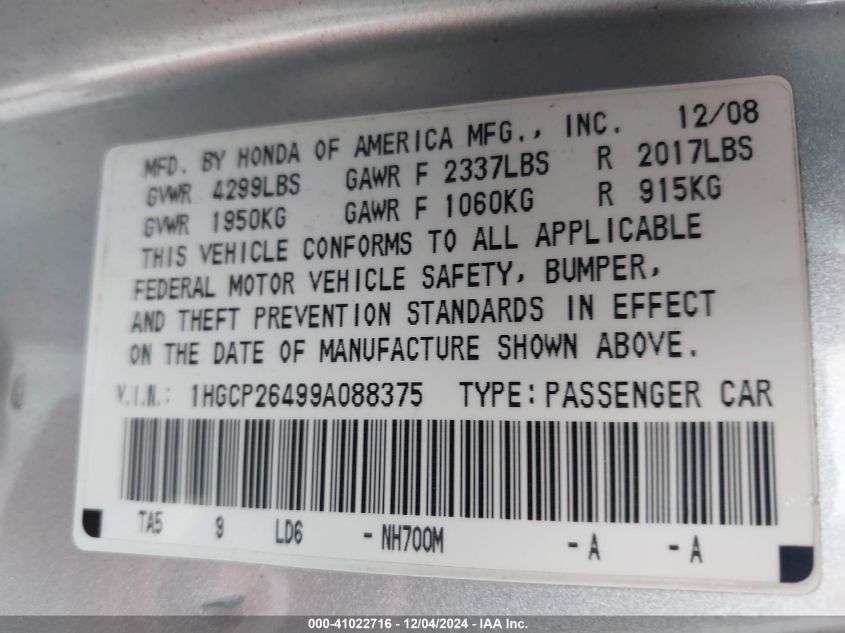 MFD. BY HONDA OF AMERICA MFG., INC. 12/08
GVWR 4299LBS GAWR F 2337LBS R 2017LBS
GVWR 1950KG GAWR F 1060KG R 915KG
THIS VEHICLE CONFORMS TO ALL APPLICABLE
FEDERAL MOTOR VEHICLE SAFETY, BUMPER,
AND THEFT PREVENTION STANDARDS IN EFFECT
ON THE DATE OF MANUFACTURE SHOWN ABOVE.
V.I.N.: 1HGCP26499A088375 TYPE: PASSENGER CAR
TA5 9 LD6 - NH700M - A - A
000-41022716 - 12/04/2024 - IAA Inc.